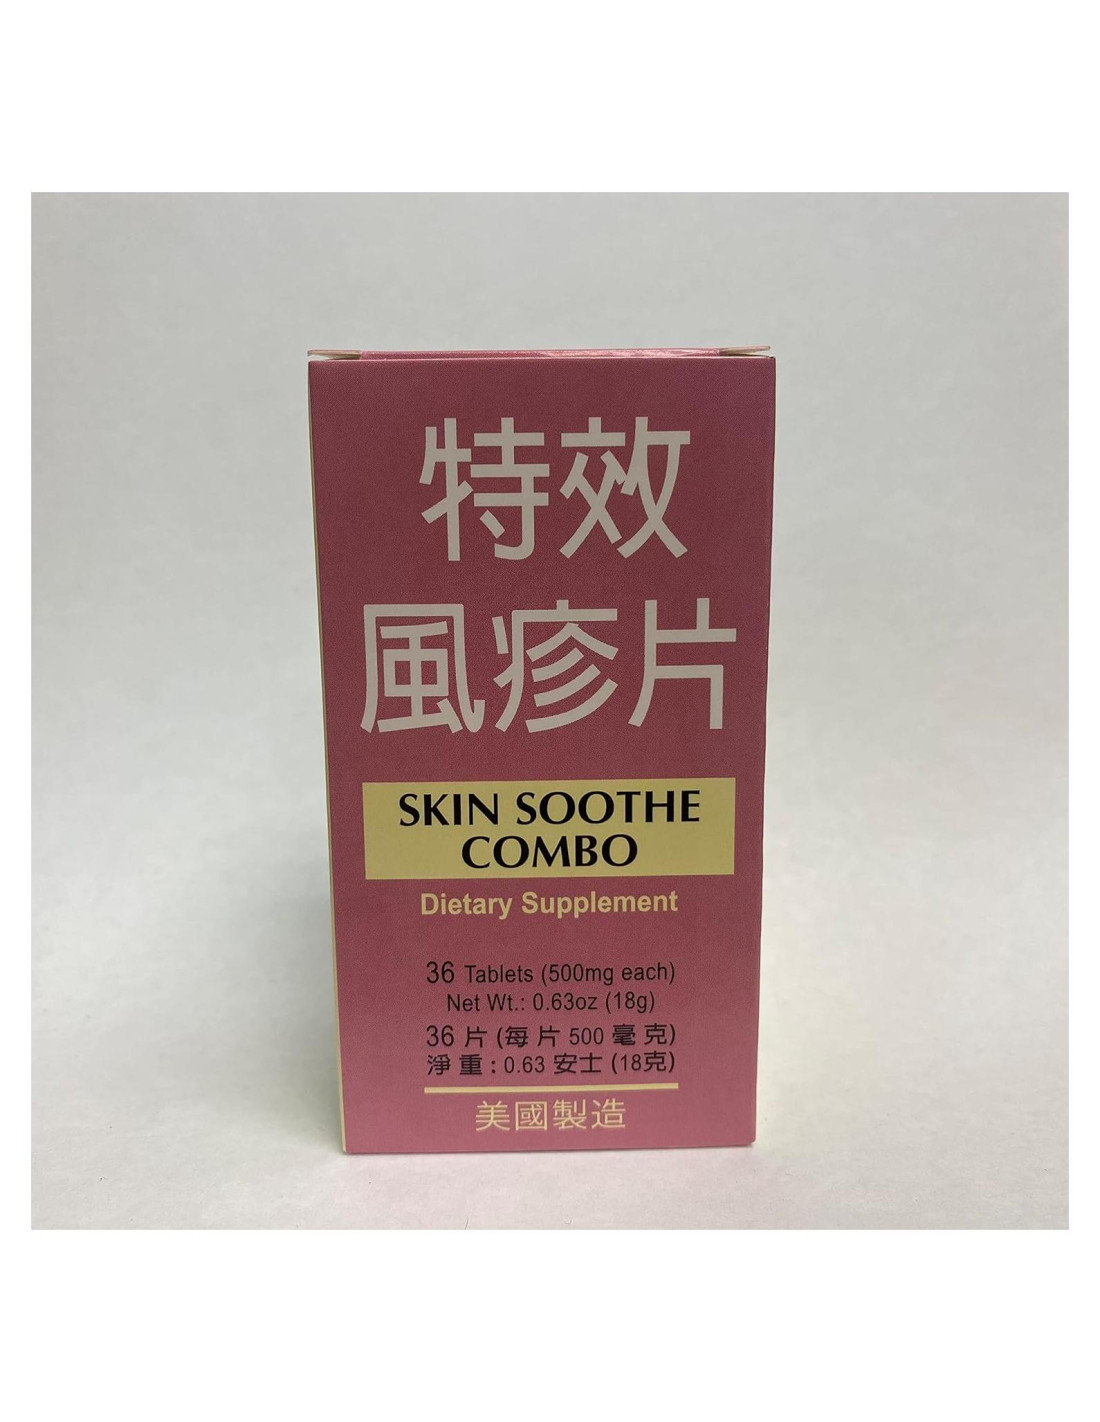 特效
風疹片
SKIN SOOTHE
COMBO
Dietary Supplement
36 Tablets (500mg each)
Net Wt.: 0.63oz (18g)
36 片 (每 片 500 毫 克)
淨 重 : 0.63 安士 (18克)
美國製造